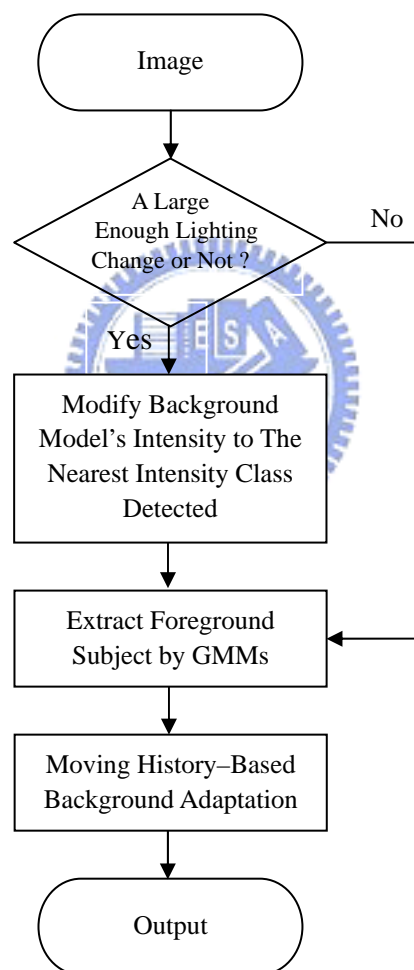 Image
A Large
Enough Lighting
Change or Not ?
No
Yes
ESA
Modify Background
Model’s Intensity to The
Nearest Intensity Class
Detected
Extract Foreground
Subject by GMMs
Moving History–Based
Background Adaptation
Output